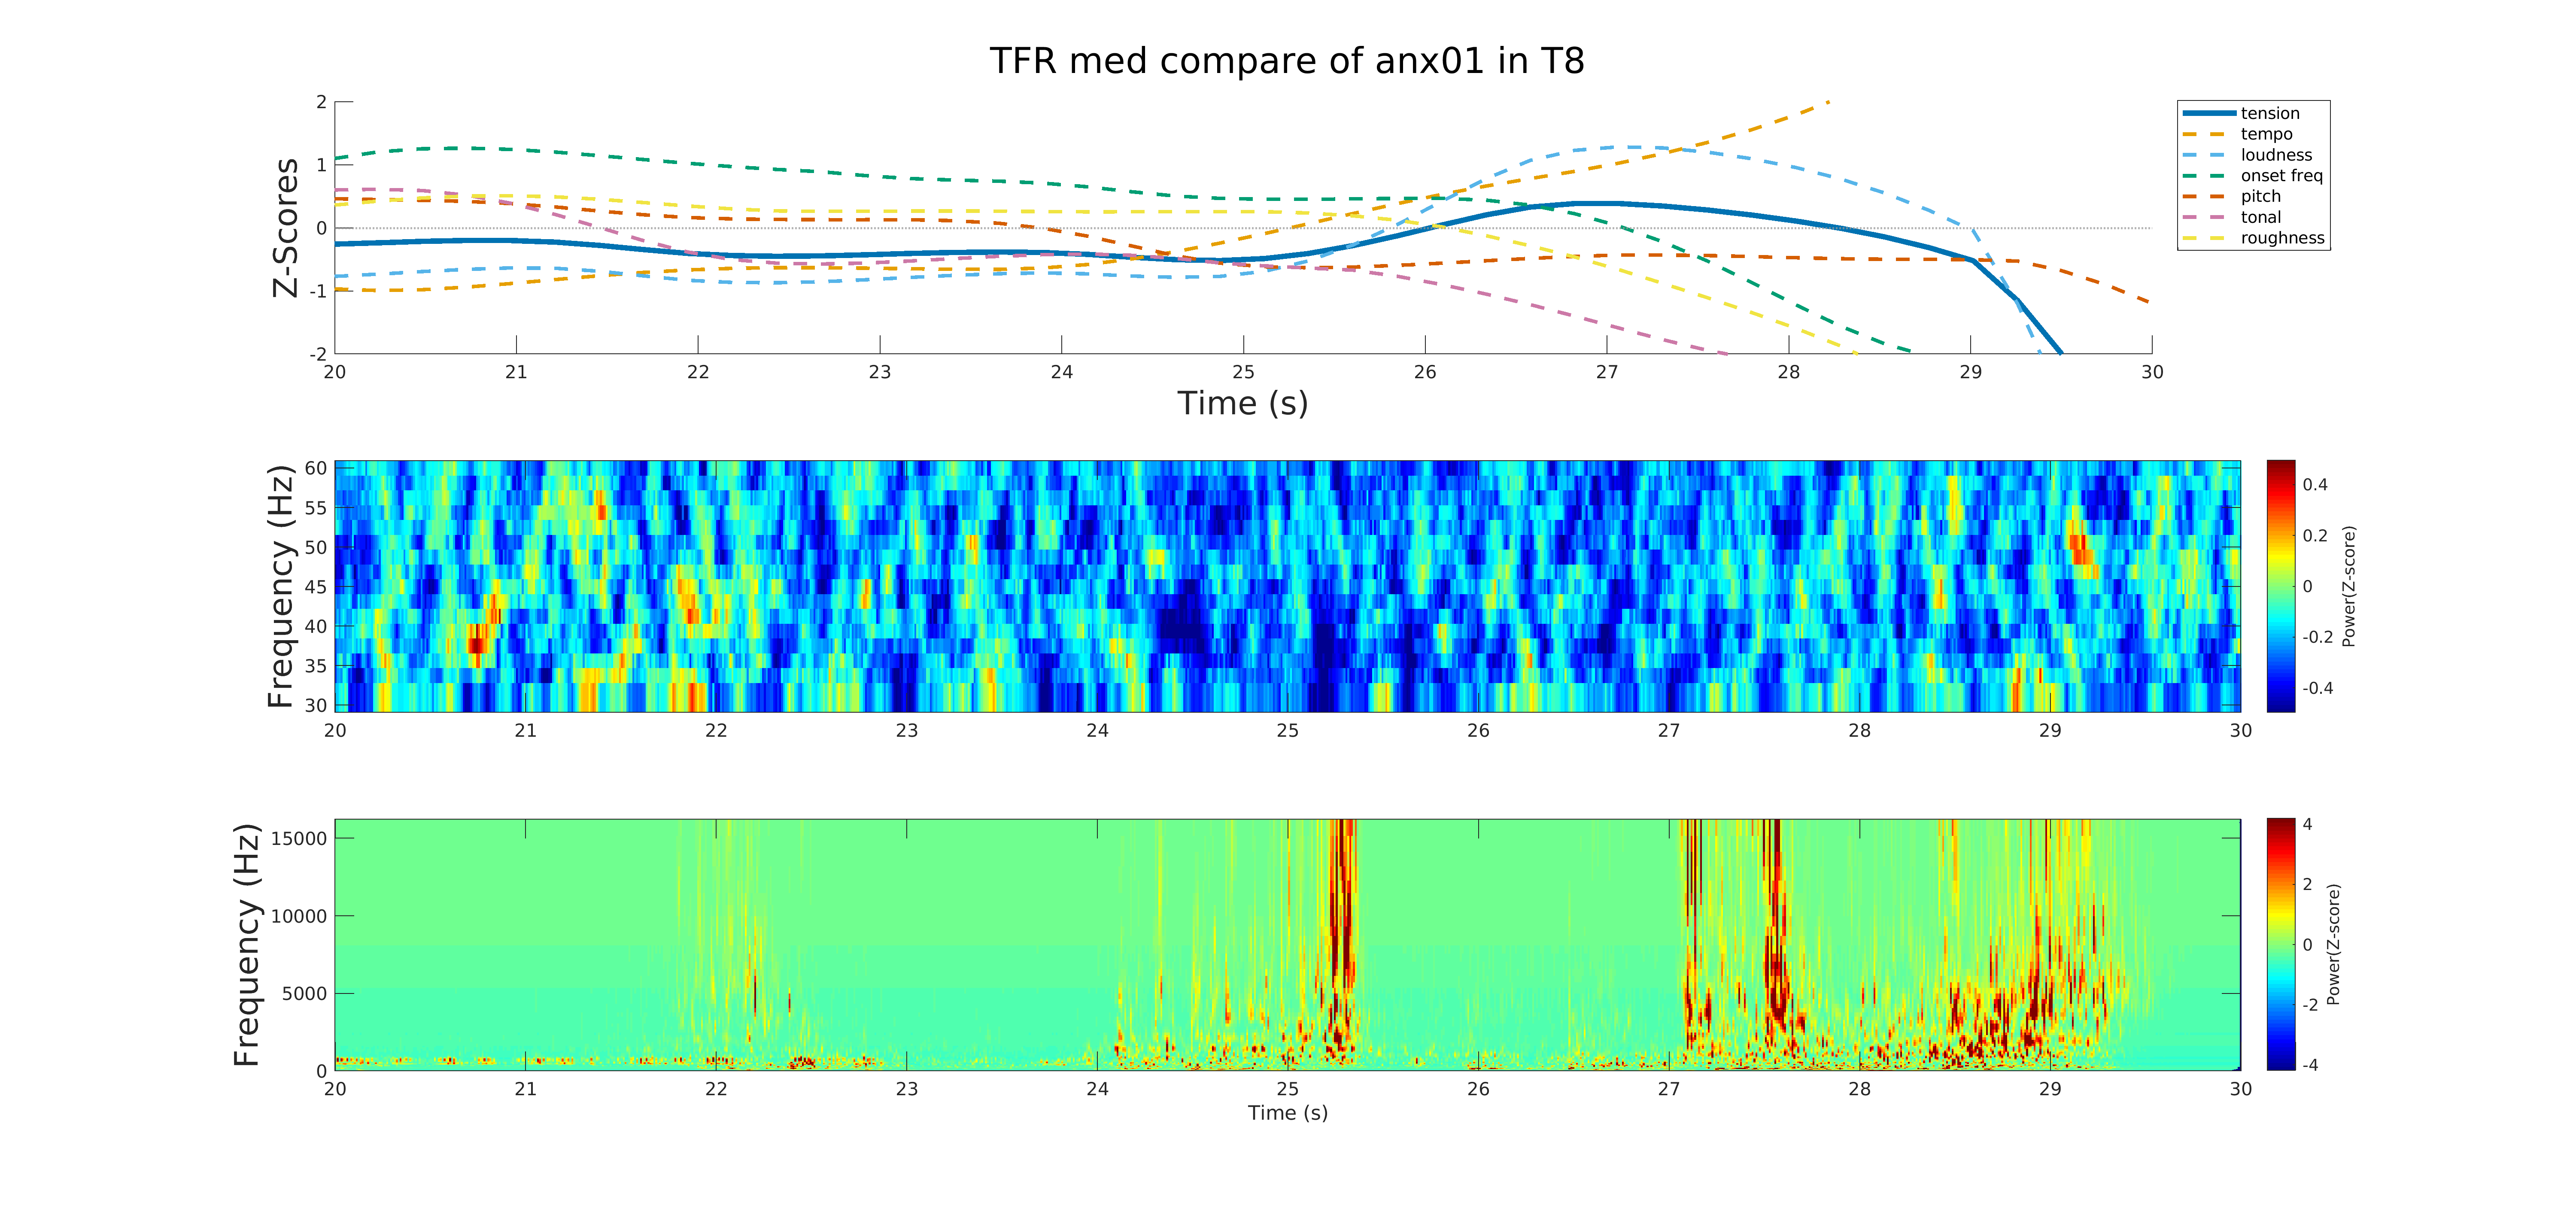 TFR med compare of anx01 in T8
Z-Scores
2
1
0
-1
-2
20 21 22 23 24 25 26 27 28 29 30
Time (s)
tension
tempo
loudness
onset freq
pitch
tonal
roughness
Frequency (Hz)
60
55
50
45
40
35
30
20 21 22 23 24 25 26 27 28 29 30
0.4
0.2
0
-0.2
-0.4
Power(Z-score)
Frequency (Hz)
15000
10000
5000
0
20 21 22 23 24 25 26 27 28 29 30
Time (s)
4
2
0
-2
-4
Power(Z-score)